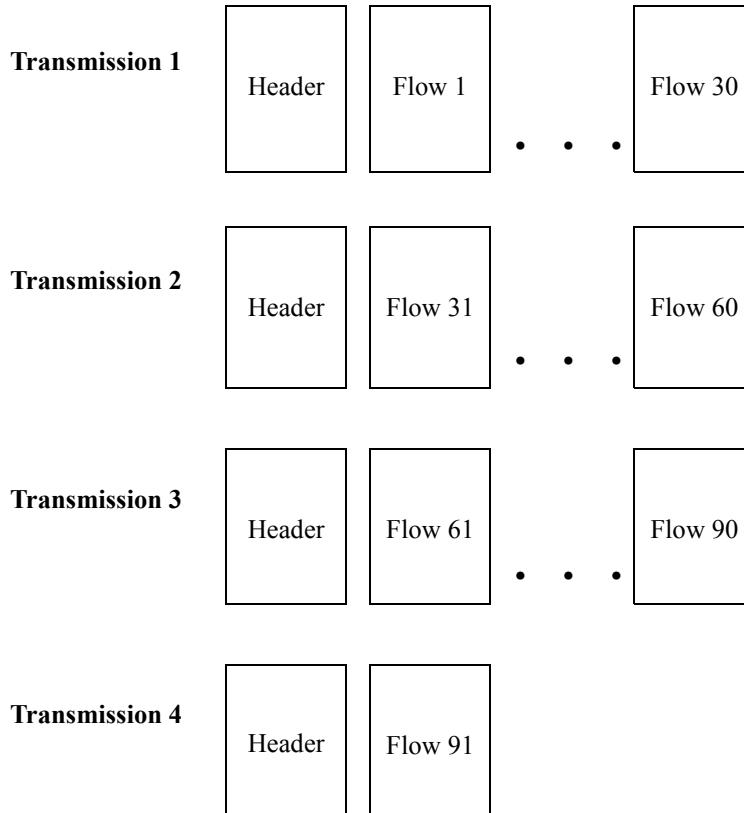 Transmission 1
Header
Flow 1
. . .
Flow 30
Transmission 2
Header
Flow 31
. . .
Flow 60
Transmission 3
Header
Flow 61
. . .
Flow 90
Transmission 4
Header
Flow 91